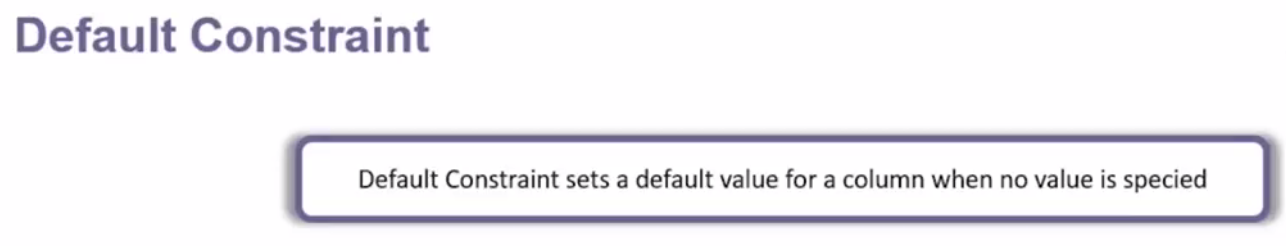 Default Constraint
Default Constraint sets a default value for a column when no value is specied